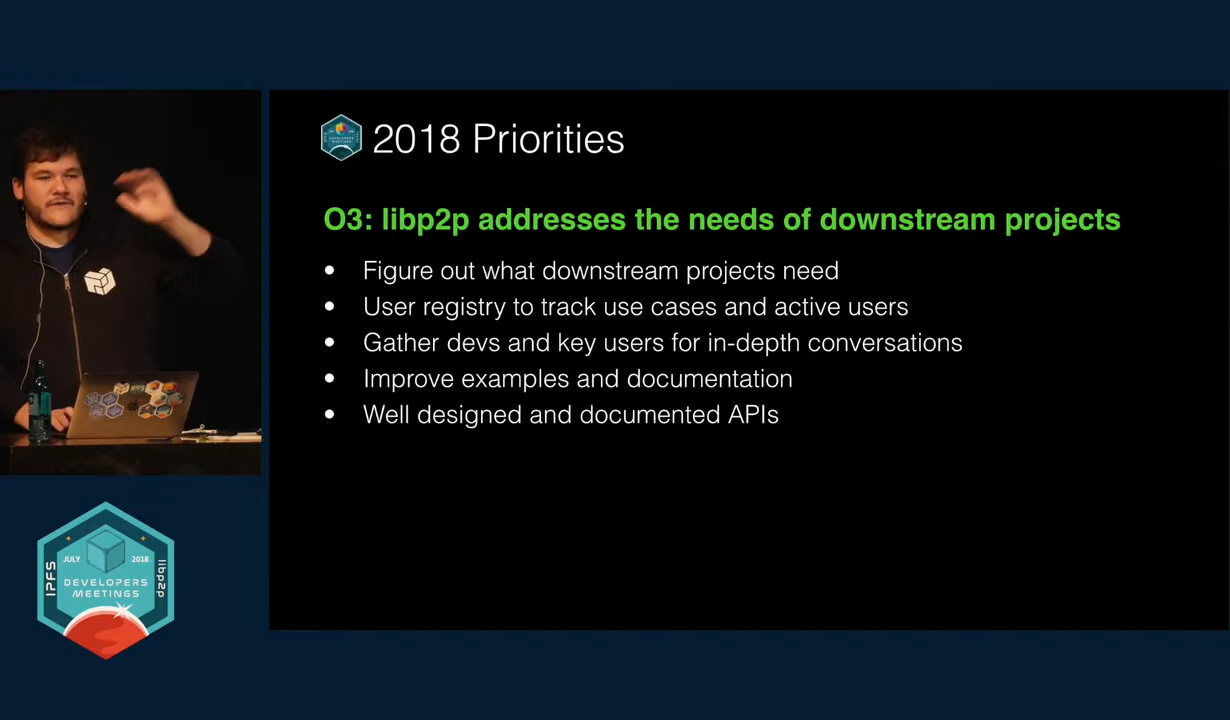 2018 Priorities
O3: libp2p addresses the needs of downstream projects
• Figure out what downstream projects need
• User registry to track use cases and active users
• Gather devs and key users for in-depth conversations
• Improve examples and documentation
• Well designed and documented APIs
IPFS
JULY 2018
DEVELOPERS
MEETINGS
IPFS
libp2p